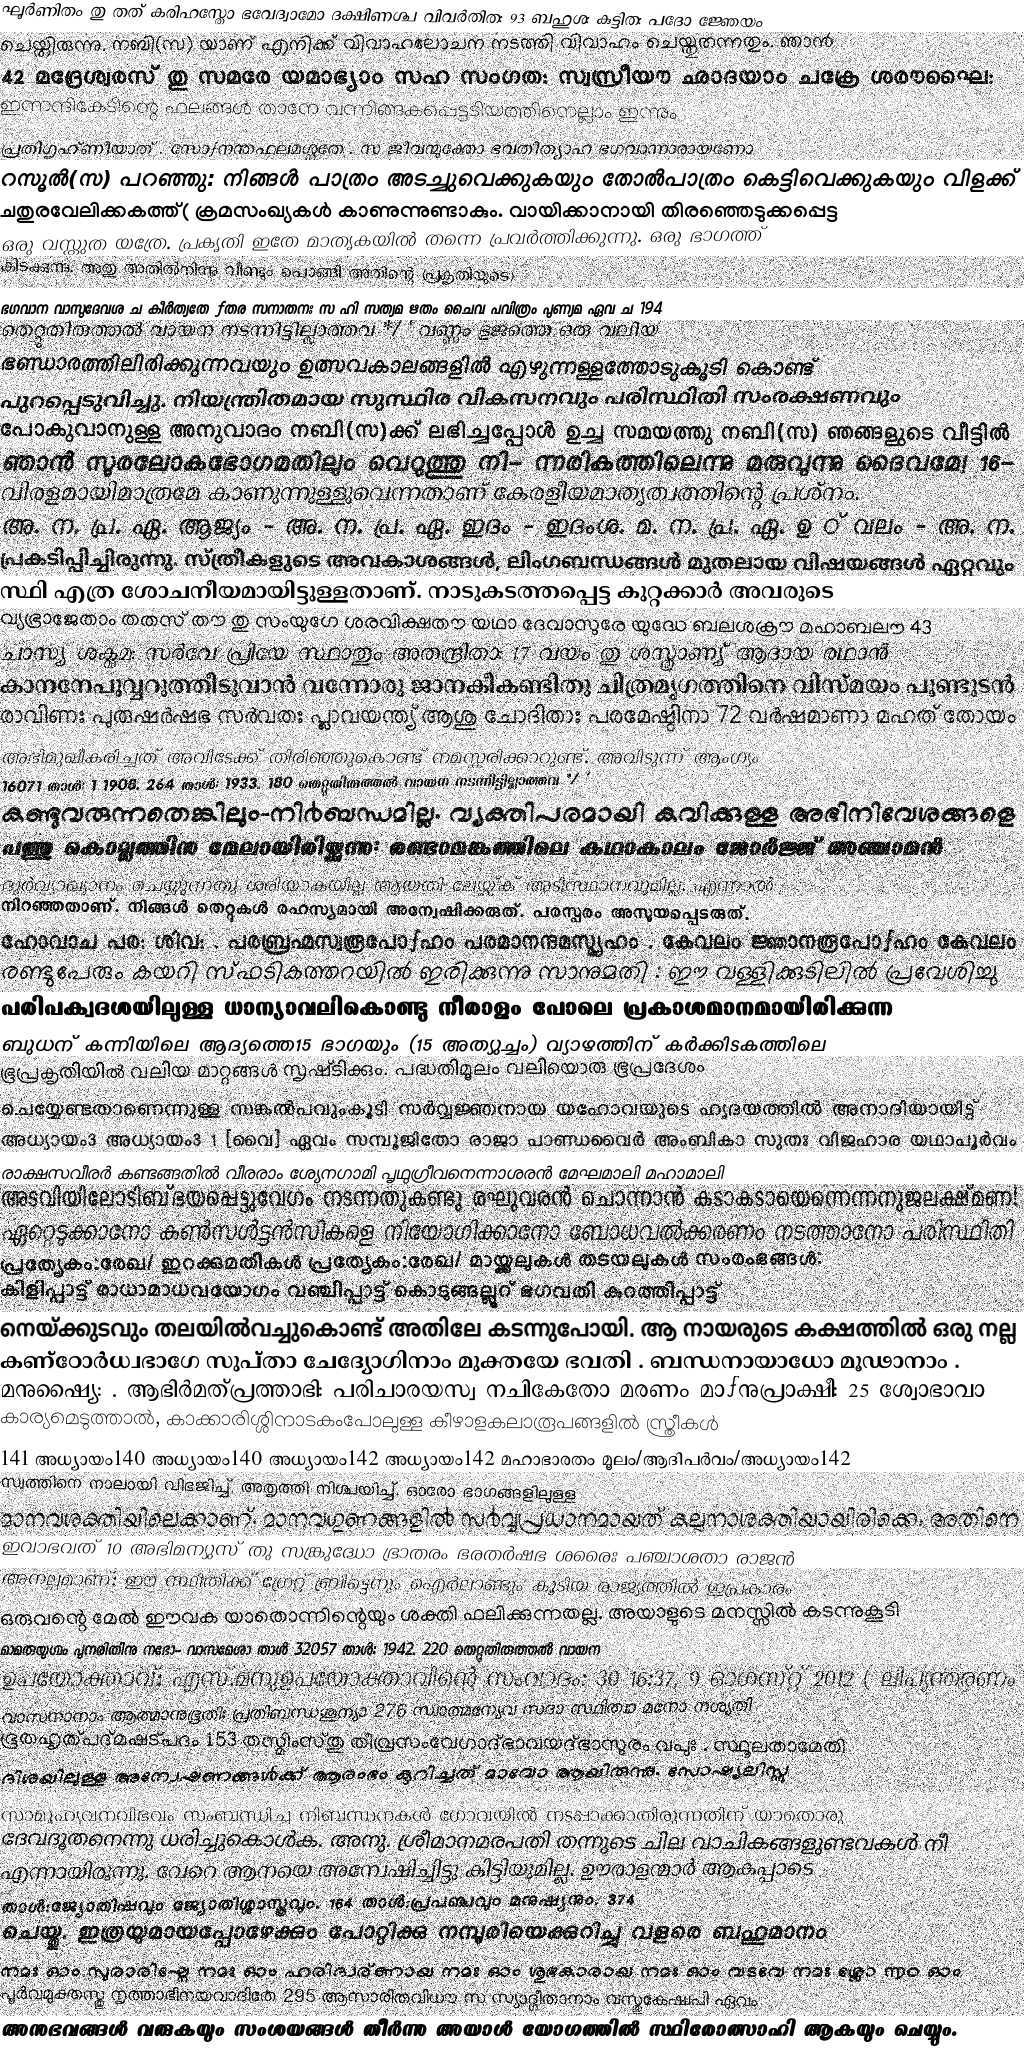 ഘൂർണിതം തു തത് കരിഹസ്തോ ഭവേദ്വാമോ ദക്ഷിണശ്ച വിവർതിതഃ 93 ബഹുശഃ കുട്ടിതഃ പദോ ജ്ഞേയം
ചെയ്തിരുന്നു. നബി(സ) യാണ് എനിക്ക് വിവാഹലോചന നടത്തി വിവാഹം ചെയ്തുതന്നതും. ഞാൻ
42 മദ്രേശ്വരസ് തു സമരേ യമാഭ്യാം സഹ സംഗതഃ സ്വസ്രീയൗ ഛാദയാം ചക്രേ ശരൗഘൈഃ
ഇന്നാന്ദികേടിന്റെ ഫലങ്ങൾ താനേ വന്നിങ്ങകപ്പെട്ടടിയത്തിനെല്ലാം ഇന്നും
പ്രതിഗൃഹ്ണീയാത് . സോƒനന്തഫലമശ്നുതേ . സ ജീവന്മുക്തോ ഭവതീത്യാഹ ഭഗവാന്നാരായണോ
റസൂൽ(സ) പറഞ്ഞു: നിങ്ങൾ പാത്രം അടച്ചുവെക്കുകയും തോൽപാത്രം കെട്ടിവെക്കുകയും വിളക്ക്
ചതുരവേലിക്കകത്ത്( ക്രമസംഖ്യകൾ കാണുന്നുണ്ടാകും. വായിക്കാനായി തിരഞ്ഞെടുക്കപ്പെട്ട
ഒരു വസ്തുത യത്രേ. പ്രകൃതി ഇതേ മാതൃകയിൽ തന്നെ പ്രവർത്തിക്കുന്നു. ഒരു ഭാഗത്ത്
കിടക്കുന്നു. അതു അതിൽനിന്നു വീണ്ടും പൊങ്ങി അതിന്റെ പ്രകൃതിയുടെ
ഭഗവാന വാസുദേവശ ച കീർത്യതേ ƒതര സനാതനഃ സ ഹി സത്യമ ഋതം ചൈവ പവിത്രം പുണ്യമ ഏവ ച 194
തെറ്റുതിരുത്തൽ വായന നടന്നിട്ടില്ലാത്തവ */ ' വണ്ണം ഭൂജത്തെ ഒരു വലിയ
ഭണ്ഡാരത്തിലിരിക്കുന്നവയും ഉത്സവകാലങ്ങളിൽ എഴുന്നള്ളത്തോടുകൂടി കൊണ്ട്
പുറപ്പെടുവിച്ചു. നിയന്ത്രിതമായ സുസ്ഥിര വികസനവും പരിസ്ഥിതി സംരക്ഷണവും
പോകുവാനുള്ള അനുവാദം നബി(സ)ക്ക് ലഭിച്ചപ്പോൾ ഉച്ച സമയത്തു നബി(സ) ഞങ്ങളുടെ വീട്ടിൽ
ഞാൻ സുരലോകഭോഗമതിലും വെറുത്തു നി– ന്നരികത്തിലെന്നു മരുവുന്നു ദൈവമേ! 16–
വിരളമായിമാത്രമേ കാണുന്നുള്ളുവെന്നതാണ് കേരളീയമാതൃത്വത്തിന്റെ പ്രശ്നം.
അ. ന. പ്ര. ഏ. ആജ്യം – അ. ന. പ്ര. ഏ. ഇദം – ഇദംശ. മ. ന. പ്ര. ഏ. ഉ ഠ് വലം – അ. ന.
പ്രകടിപ്പിച്ചിരുന്നു. സ്ത്രീകളുടെ അവകാശങ്ങൾ, ലിംഗബന്ധങ്ങൾ മുതലായ വിഷയങ്ങൾ ഏറ്റവും
സ്ഥി എത്ര ശോചനീയമായിട്ടുള്ളതാണ്. നാടുകടത്തപ്പെട്ട കുറ്റക്കാർ അവരുടെ
വ്യഭ്രാജേതാം തതസ് തൗ തു സംയുഗേ ശരവിക്ഷതൗ യഥാ ദേവാസുരേ യുദ്ധേ ബലശക്രൗ മഹാബലൗ 43
ചാസ്യ ശക്തമഃ സർവേ പ്രിയേ സ്ഥാതും അതന്ദ്രിതാഃ 17 വയം തു ശസ്ത്രാണ്യ് ആദായ രഥാൻ
കാനനേപുവ്വറുത്തീടുവാൻ വന്നോരു ജാനകികണ്ടിതു ചിത്രമൃഗത്തിനെ വിസ്മയം പൂണ്ടുടൻ
രാവിണഃ പുരുഷർഷഭ സർവതഃ പ്ലാവയന്ത്യ് ആശു ചോദിതാഃ പരമേഷ്ഠിനാ 72 വർഷമാണാ മഹത് തോയം
അഭിമുഖീകരിച്ചത് അവിടേക്ക് തിരിഞ്ഞുകൊണ്ട് നമസ്കരിക്കാറുണ്ട്. അവിടുന്ന് ആംഗ്യം
16071 താൾ: 1 1908. 264 താൾ: 1933. 180 തെറ്റുതിരുത്തൽ വായന നടന്നിട്ടില്ലാത്തവ */ '
കണ്ടുവരുന്നതെങ്കിലും-നിർബന്ധമില്ല. വ്യക്തിപരമായി കവിക്കുള്ള അഭിനിവേശങ്ങളെ
പത്തു കൊല്ലത്തിൽ മേലായിരിയ്ക്കുന്നു: രണ്ടാമങ്കത്തിലെ കഥാകാലം ജോർജ്ജ് അഞ്ചാമൻ
ദുർവ്യാഖ്യാനം ചെയ്യുന്നതു ശരിയാകയില്ല ആയതി ലേയ്ക്ക് അടിസ്ഥാനവുമില്ല. എന്നാൽ
നിറഞ്ഞതാണ്. നിങ്ങൾ തെറ്റുകൾ രഹസ്യമായി അന്വേഷിക്കരുത്. പരസ്പരം അസൂയപ്പെടരുത്.
ഹോവാച പരഃ ശിവഃ . പരബ്രഹ്മസ്വരൂപോƒഹം പരമാനന്ദമസ്മ്യഹം . കേവലം ജ്ഞാനരൂപോƒഹം കേവലം
രണ്ടുപേരും കയറി സ്ഫടികത്തറയിൽ ഇരിക്കുന്നു സാനുമതി : ഈ വള്ളിക്കുടിലിൽ പ്രവേശിച്ചു
പരിപക്വദശയിലുള്ള ധാന്യാവലികൊണ്ടു നീരാളം പോലെ പ്രകാശമാനമായിരിക്കുന്ന
ബുധന് കന്നിയിലെ ആദ്യത്തെ15 ഭാഗയും (15 അത്യുച്ചം) വ്യാഴത്തിന് കർക്കിടകത്തിലെ
ഭൂപ്രകൃതിയിൽ വലിയ മാറ്റങ്ങൾ സൃഷ്ടിക്കും. പദ്ധതിമൂലം വലിയൊരു ഭൂപ്രദേശം
ചെയ്യേണ്ടതാണെന്നുള്ള സങ്കൽപവുംകൂടി സർവ്വജ്ഞനായ യഹോവയുടെ ഹൃദയത്തിൽ അനാദിയായിട്ട്
അധ്യായം3 അധ്യായം3 1 [വൈ] ഏവം സമ്പൂജിതോ രാജാ പാണ്ഡവൈർ അംബികാ സുതഃ വിജഹാര യഥാപൂർവം
രാക്ഷസവീരർ കണ്ടങ്ങതിൽ വീരരാം ശ്യേനഗാമി പൃഥുഗ്രീവനെന്നാശരൻ മേഘമാലി മഹാമാലി
അടവിയിലോടിബ് ഭയപ്പെട്ടുവേഗം നടന്നതുകണ്ടു രഘുവരൻ ചൊന്നാൻ കടാകടായെന്നെന്നനുജലക്ഷ്മണ!
ഏറ്റെടുക്കാനോ കൺസൾട്ടൻസികളെ നിയോഗിക്കാനോ ബോധവൽക്കരണം നടത്താനോ പരിസ്ഥിതി
പ്രത്യേകം:രേഖ/ ഇറക്കുമതികൾ പ്രത്യേകം:രേഖ/ മായ്ക്കലുകൾ തടയലുകൾ സംരംഭങ്ങൾ:
കിളിപ്പാട്ട് രാധാമാധവയോഗം വഞ്ചിപ്പാട്ട് കൊടുങ്ങല്ലൂറ് ഭഗവതി കുറത്തിപ്പാട്ട്
നെയ്ക്കുടവും തലയിൽവച്ചുകൊണ്ട് അതിലേ കടന്നുപോയി. ആ നായരുടെ കക്ഷത്തിൽ ഒരു നല്ല
കണ്ഠോർധ്വഭാഗേ സുപ്താ ചേദ്യോഗിനാം മുക്തയേ ഭവതി . ബന്ധനായാധോ മൂഢാനാം .
മനുഷ്യൈഃ . ആഭിർമത്പ്രത്താഭിഃ പരിചാരയസ്വ നചികേതോ മരണം മാƒനുപ്രാക്ഷീഃ 25 ശ്വോഭാവാ
കാര്യമെടുത്താൽ, കാക്കാരിശ്ശിനാടകംപോലുള്ള കീഴാളകലാരൂപങ്ങളിൽ സ്ത്രീകൾ
141 അധ്യായം140 അധ്യായം140 അധ്യായം142 അധ്യായം142 മഹാഭാരതം മൂലം/ആദിപർവം/അധ്യായം142
സ്വത്തിനെ നാലായി വിഭജിച്ച്, അതൃത്തി നിശ്ചയിച്ച്, ഓരോ ഭാഗങ്ങളിലുള്ള
മാനവശക്തിയിലെക്കാണ്. മാനവഗുണങ്ങളിൽ സർവ്വപ്രധാനമായത് കല്പനാശക്തിയായിരിക്കെ, അതിനെ
ഇവാഭവത് 10 അഭിമന്യുസ് തു സങ്ക്രുദ്ധോ ഭ്രാതരം ഭരതർഷഭ ശരൈഃ പഞ്ചാശതാ രാജൻ
അനല്പമാണ്: ഈ സ്ഥിതിക്ക് ഗ്രേറ്റ് ബ്രിട്ടെനും ഐർലാണ്ടും കൂടിയ രാജ്യത്തിൽ ഇപ്രകാരം
ഒരുവന്റെ മേൽ ഈവക യാതൊന്നിന്റെയും ശക്തി ഫലിക്കുന്നതല്ല. അയാളുടെ മനസ്സിൽ കടന്നുകൂടി
മാമരുയുഗ്മം പുനരിതിനു നഭോ– വാസമേശാ താൾ 32057 താൾ: 1942. 220 തെറ്റുതിരുത്തൽ വായന
ഉപയോക്താവ്: എസ്.മനു‎ഉപയോക്താവിന്റെ സംവാദം: 30 16:37, 9 ഓഗസ്റ്റ് 2012 ( ലിപ്യന്തരണം
വാസനാനാം ആത്മാനുഭൂതിഃ പ്രതിബന്ധശൂന്യാ 276 സ്വാത്മന്യേവ സദാ സ്ഥിത്വാ മനോ നശ്യതി
ഭ്രൂതഹൃത്പദ്മഷട്പദം 153 തസ്മിംസ്തു തീവ്രസംവേഗാദ്ഭാവയദ്ഭാസുരം വപുഃ . സ്ഥൂലതാമേതി
ദിശയിലുള്ള അന്വേഷണങ്ങൾക്ക് ആരംഭം കുറിച്ചത് മാവോ ആയിരുന്നു. സോഷ്യലിസ്റ്റു
സാമൂഹ്യവനവിഭവം സംബന്ധിച്ച നിബന്ധനകൾ ഗോവയിൽ നടപ്പാക്കാതിരുന്നതിന് യാതൊരു
ദേവദൂതനെന്നു ധരിച്ചുകൊൾക. അനു. ശ്രീമാനമരപതി തന്നുടെ ചില വാചികങ്ങളുണ്ടവകൾ നീ
എന്നായിരുന്നു. വേറെ ആനയെ അന്വേഷിച്ചിട്ടു കിട്ടിയുമില്ല. ഊരാളന്മാർ ആകപ്പാടെ
താൾ:ജ്യോതിഷവും ജ്യോതിശ്ശാസ്ത്രവും. 164 താൾ:പ്രപഞ്ചവും മനുഷ്യനും. 374
ചെയ്തു. ഇത്രയുമായപ്പോഴേക്കും പോറ്റിക്കു നമ്പൂരിയെക്കുറിച്ചു വളരെ ബഹുമാനം
നമഃ ഓം സുരാരിഘ്നേ നമഃ ഓം ഹരിദ്വര്ണായ നമഃ ഓം ശുഭകാരായ നമഃ ഓം വടവേ നമഃ ശ്ലോ ൩൦ ഓം
പൂർവമുക്തസ്തു നൃത്താഭിനയവാദിതേ 295 ആസാരിതവിധൗ സ സ്യാദ്ഗീതാനാം വസ്തുകേഷ്വപി ഏവം
അനുഭവങ്ങൾ വരുകയും സംശയങ്ങൾ തീർന്നു അയാൾ യോഗത്തിൽ സ്ഥിരോത്സാഹി ആകയും ചെയ്യും.